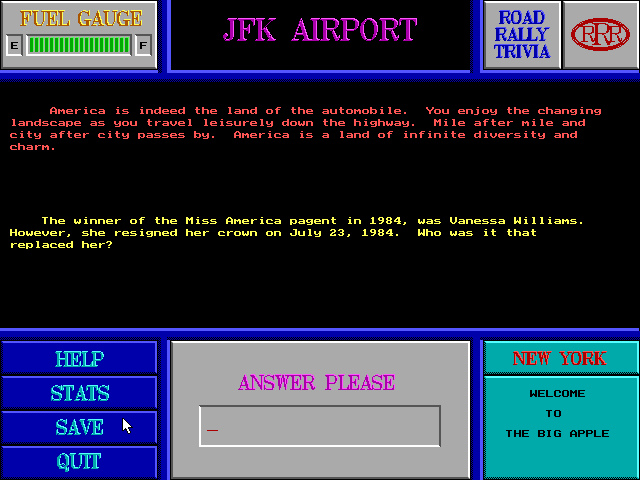 FUEL GAUGE
E F
JFK AIRPORT
ROAD
RALLY
TRIVIA
RRR
America is indeed the land of the automobile. You enjoy the changing
landscape as you travel leisurely down the highway. Mile after mile and
city after city passes by. America is a land of infinite diversity and
charm.
The winner of the Miss America pagent in 1984, was Vanessa Williams.
However, she resigned her crown on July 23, 1984. Who was it that
replaced her?
HELP
STATS
SAVE
QUIT
ANSWER PLEASE
_
NEW YORK
WELCOME
TO
THE BIG APPLE